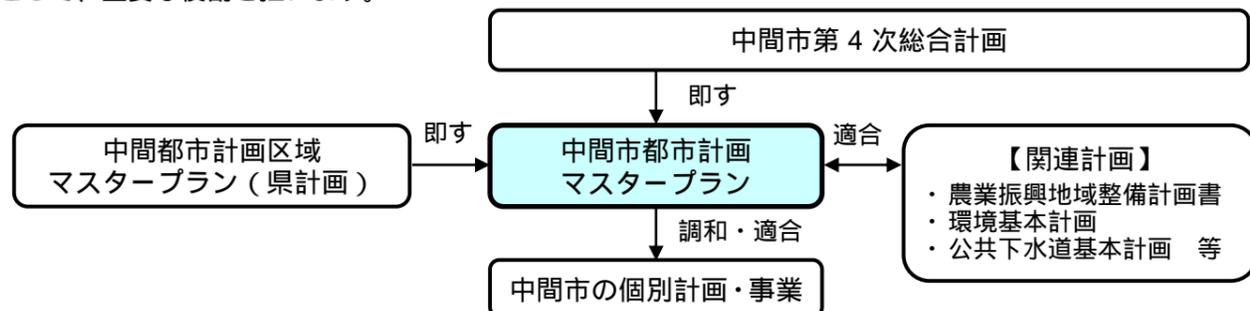 中間市第 4 次総合計画
即す
中間都市計画区域
マスタープラン（県計画）
即す
中間市都市計画
マスタープラン
適合
【関連計画】
・ 農業振興地域整備計画書
・ 環境基本計画
・ 公共下水道基本計画　等
調和・適合
中間市の個別計画・事業